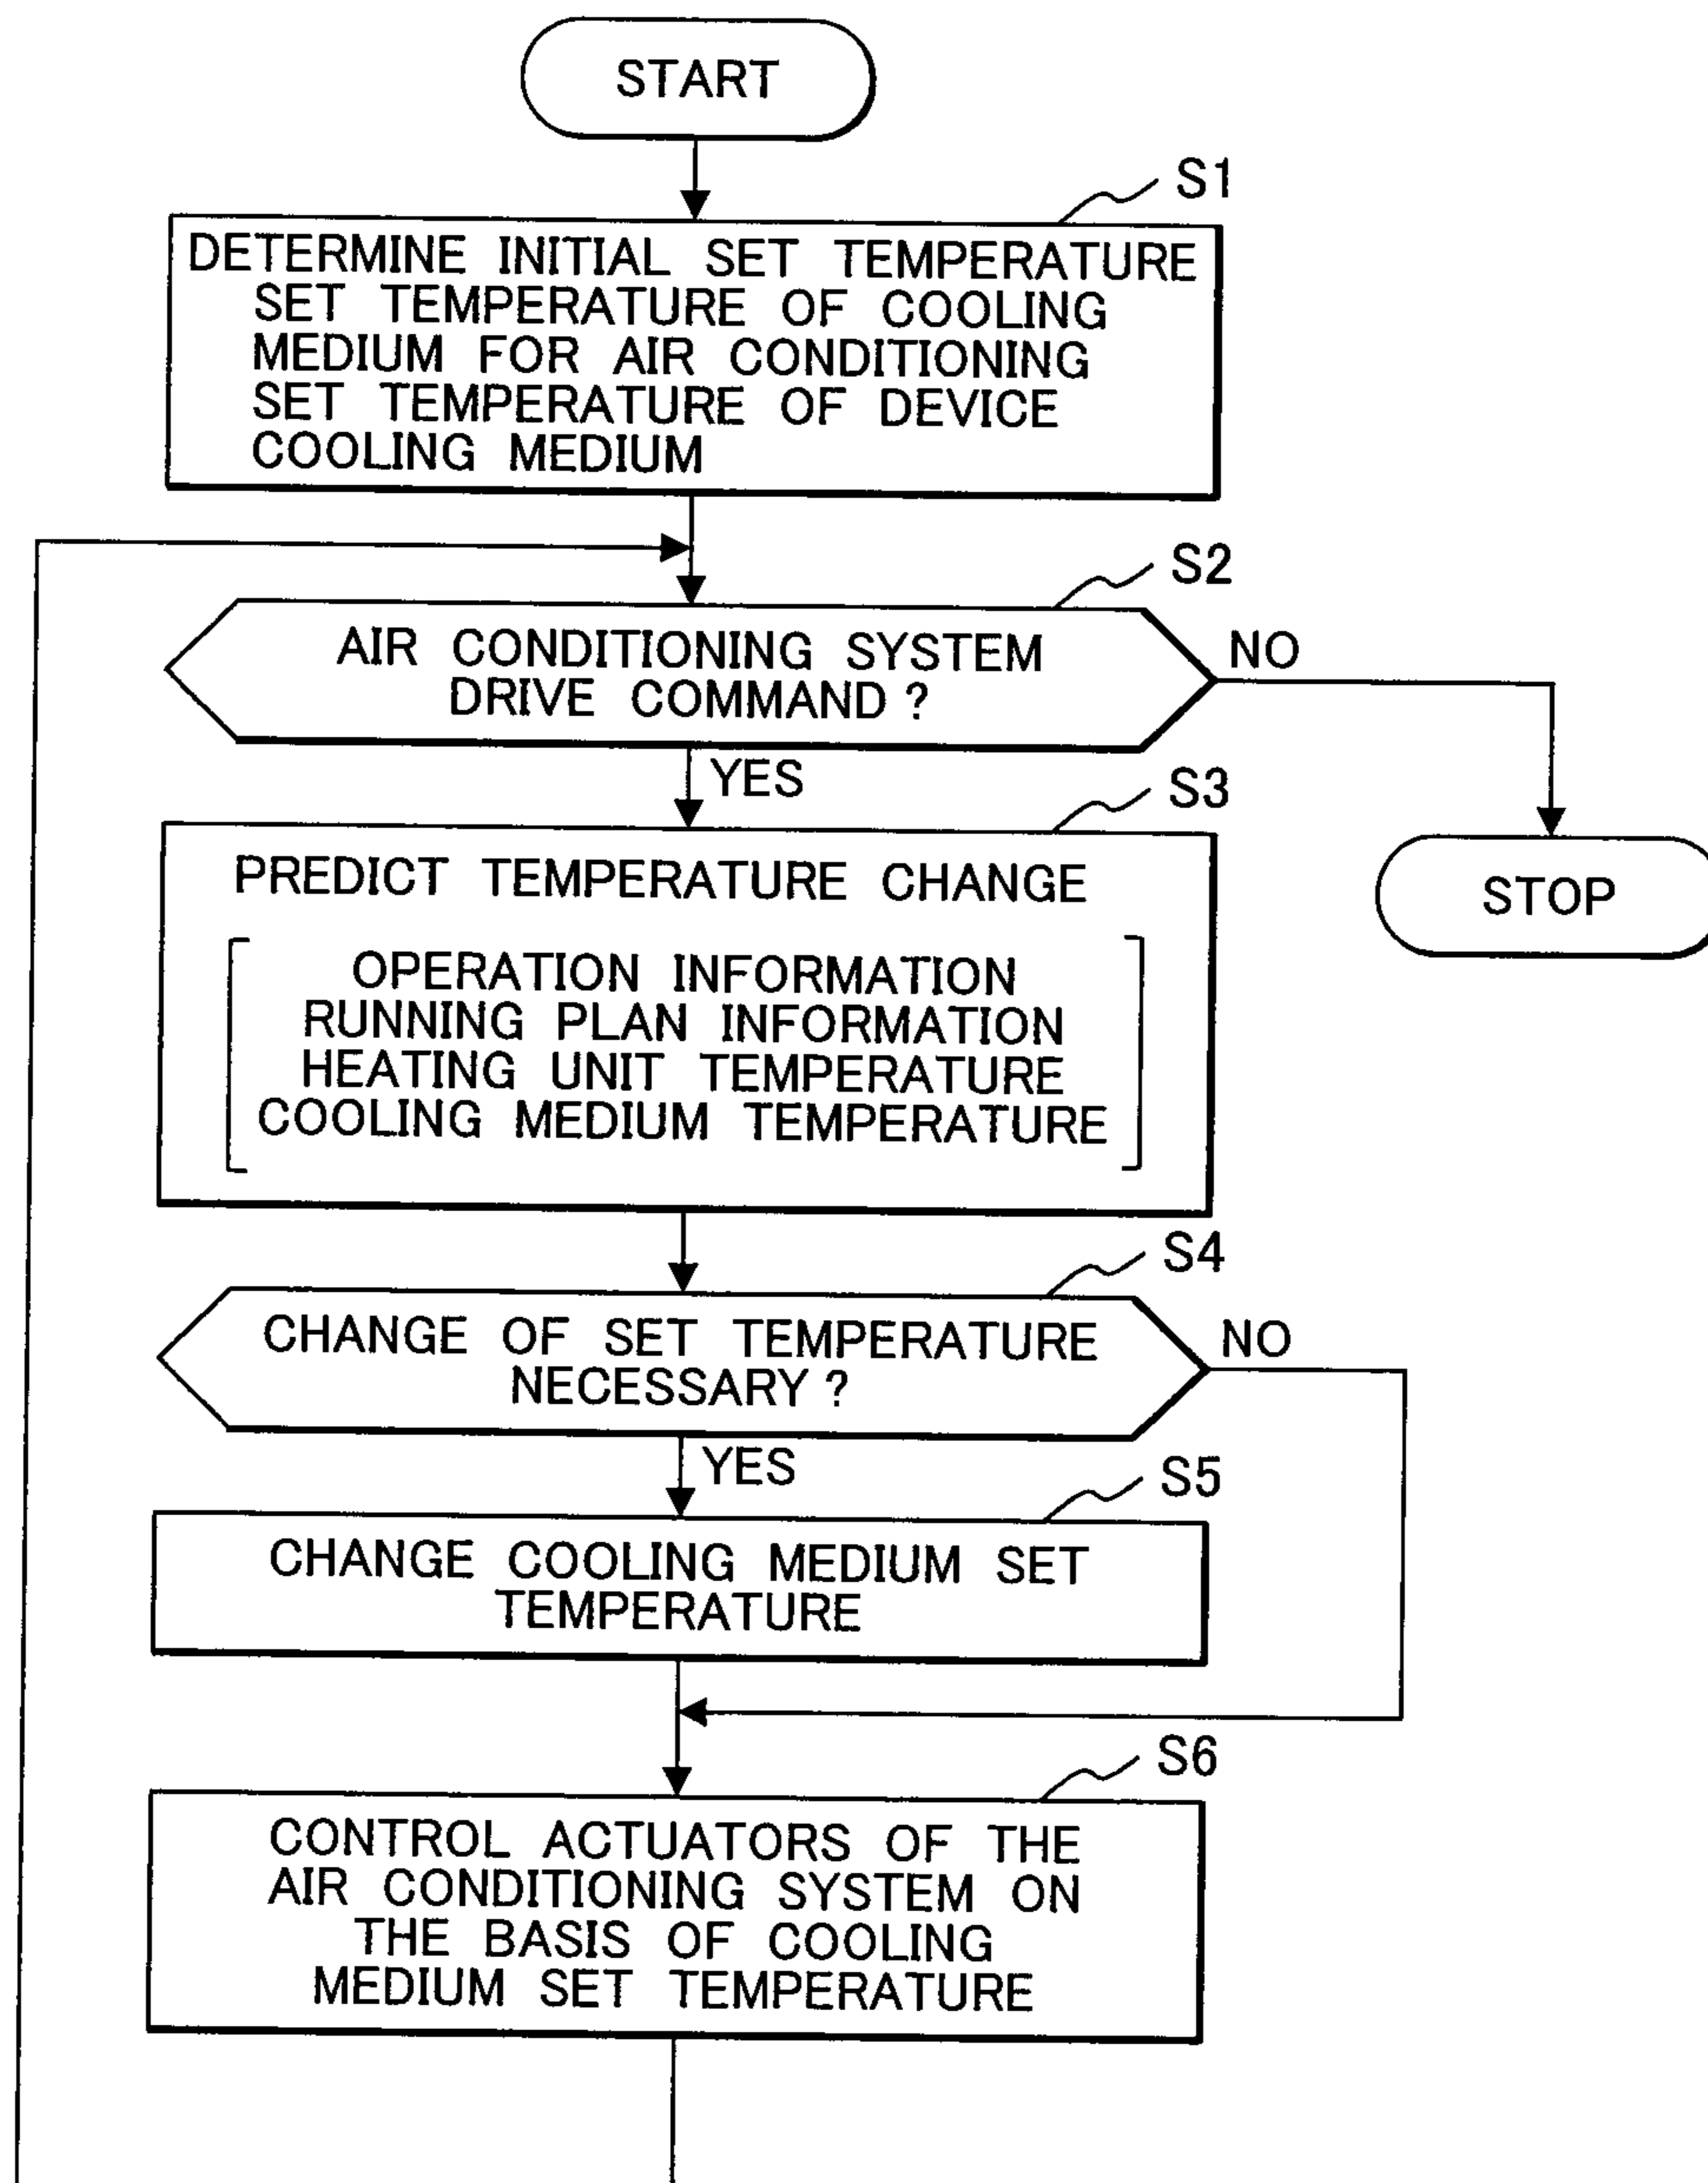 START
S1
DETERMINE INITIAL SET TEMPERATURE
SET TEMPERATURE OF COOLING
MEDIUM FOR AIR CONDITIONING
SET TEMPERATURE OF DEVICE
COOLING MEDIUM
S2
AIR CONDITIONING SYSTEM
DRIVE COMMAND?
NO
YES
S3
PREDICT TEMPERATURE CHANGE
OPERATION INFORMATION
RUNNING PLAN INFORMATION
HEATING UNIT TEMPERATURE
COOLING MEDIUM TEMPERATURE
STOP
S4
CHANGE OF SET TEMPERATURE
NECESSARY?
NO
YES
S5
CHANGE COOLING MEDIUM SET
TEMPERATURE
S6
CONTROL ACTUATORS OF THE
AIR CONDITIONING SYSTEM ON
THE BASIS OF COOLING
MEDIUM SET TEMPERATURE